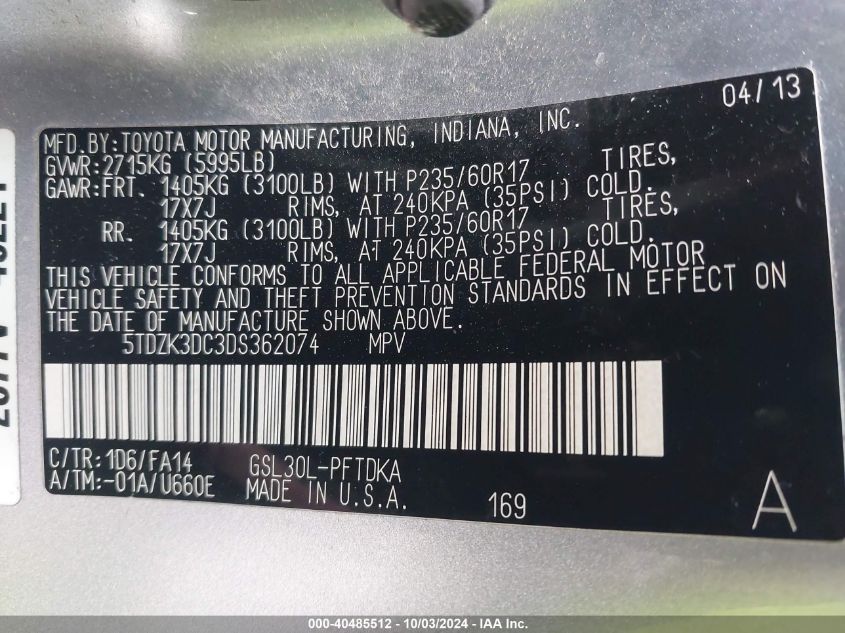 04/13
MFD.BY:TOYOTA MOTOR MANUFACTURING, INDIANA, INC.
GVWR:2715KG (5995LB)
GAWR:FRT. 1405KG (3100LB) WITH P235/60R17 TIRES,
17X7J RIMS, AT 240KPA (35PSI) COLD.
RR. 1405KG (3100LB) WITH P235/60R17 TIRES,
17X7J RIMS, AT 240KPA (35PSI) COLD.
THIS VEHICLE CONFORMS TO ALL APPLICABLE FEDERAL MOTOR
VEHICLE SAFETY AND THEFT PREVENTION STANDARDS IN EFFECT ON
THE DATE OF MANUFACTURE SHOWN ABOVE.
5TDZK3DC3DS362074 MPV
C/TR:1D6/FA14 GSL30L-PFTDKA
A/TM:-01A/U660E MADE IN U.S.A. 169 A
000-40485512 - 10/03/2024 - IAA Inc.